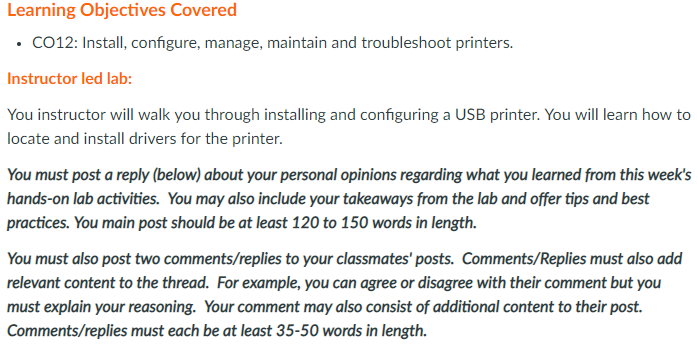 Learning Objectives Covered
• CO12: Install, configure, manage, maintain and troubleshoot printers.
Instructor led lab:
You instructor will walk you through installing and configuring a USB printer. You will learn how to
locate and install drivers for the printer.
You must post a reply (below) about your personal opinions regarding what you learned from this week's
hands-on lab activities.  You may also include your takeaways from the lab and offer tips and best
practices. You main post should be at least 120 to 150 words in length.
You must also post two comments/replies to your classmates' posts.  Comments/Replies must also add
relevant content to the thread.  For example, you can agree or disagree with their comment but you
must explain your reasoning.  Your comment may also consist of additional content to their post.
Comments/replies must each be at least 35-50 words in length.